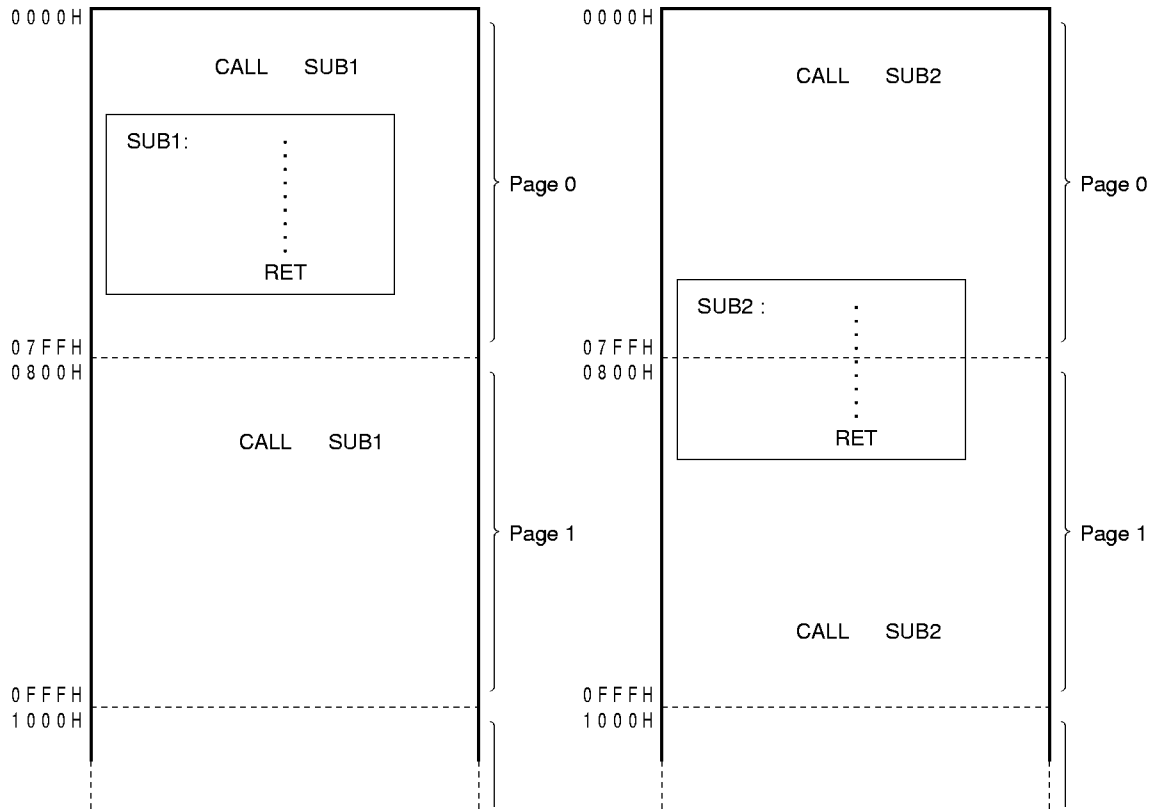 0000H
CALL SUB1
SUB1:
RET
Page 0
07FFH
0800H
CALL SUB1
Page 1
0FFFH
1000H
0000H
CALL SUB2
Page 0
SUB2 :
07FFH
0800H
RET
Page 1
CALL SUB2
0FFFH
1000H